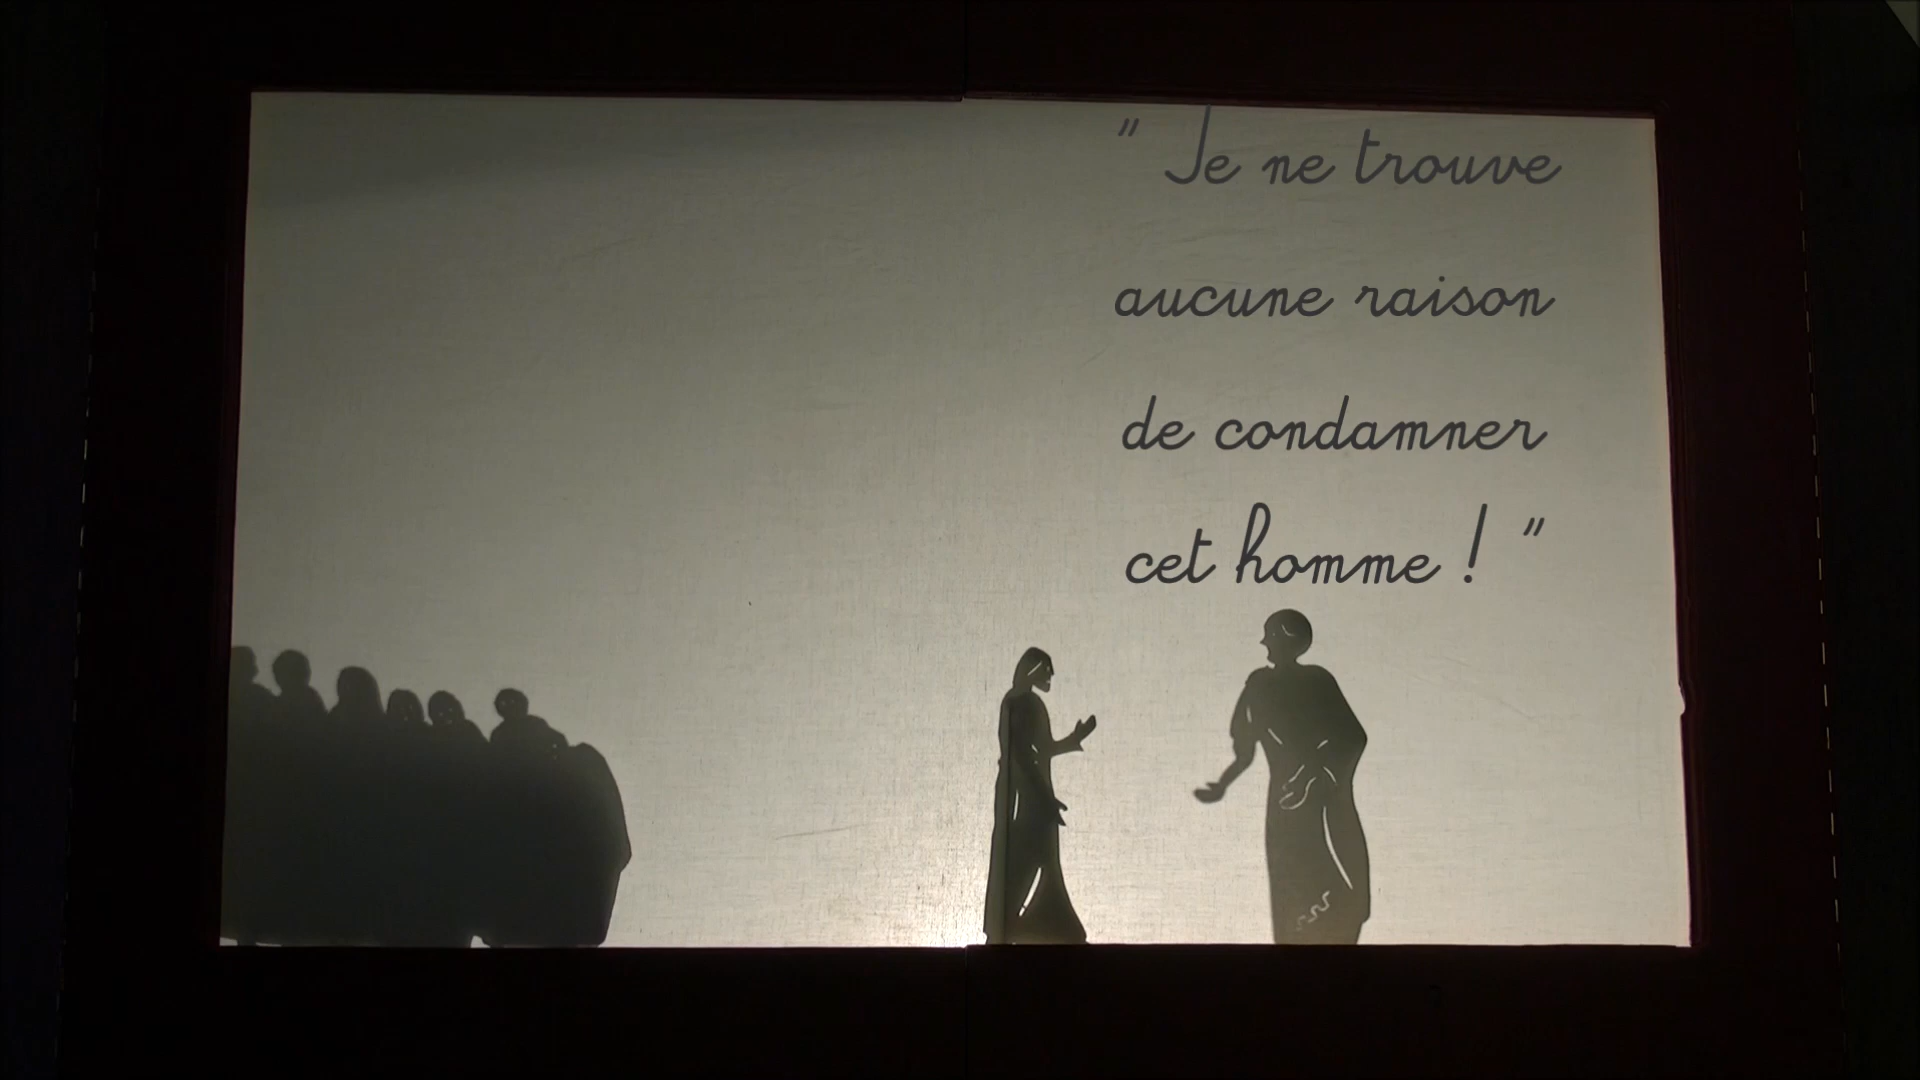 " Je ne trouve
aucune raison
de condamner
cet homme ! "